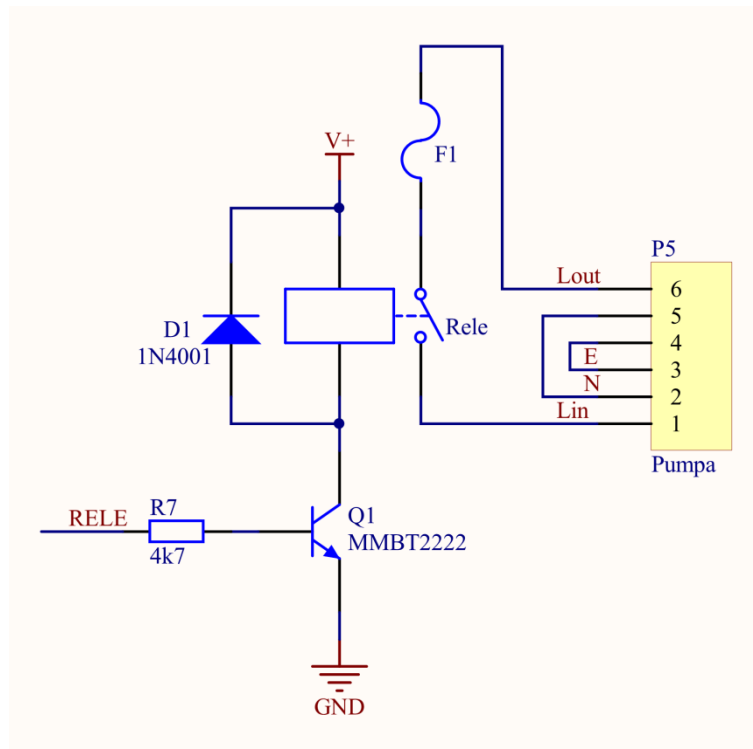 V+
F1
P5
Lout
6
5
4
E
3
N
2
Lin
1
Pumpa
D1
1N4001
Rele
RELE
R7
4k7
Q1
MMBT2222
GND